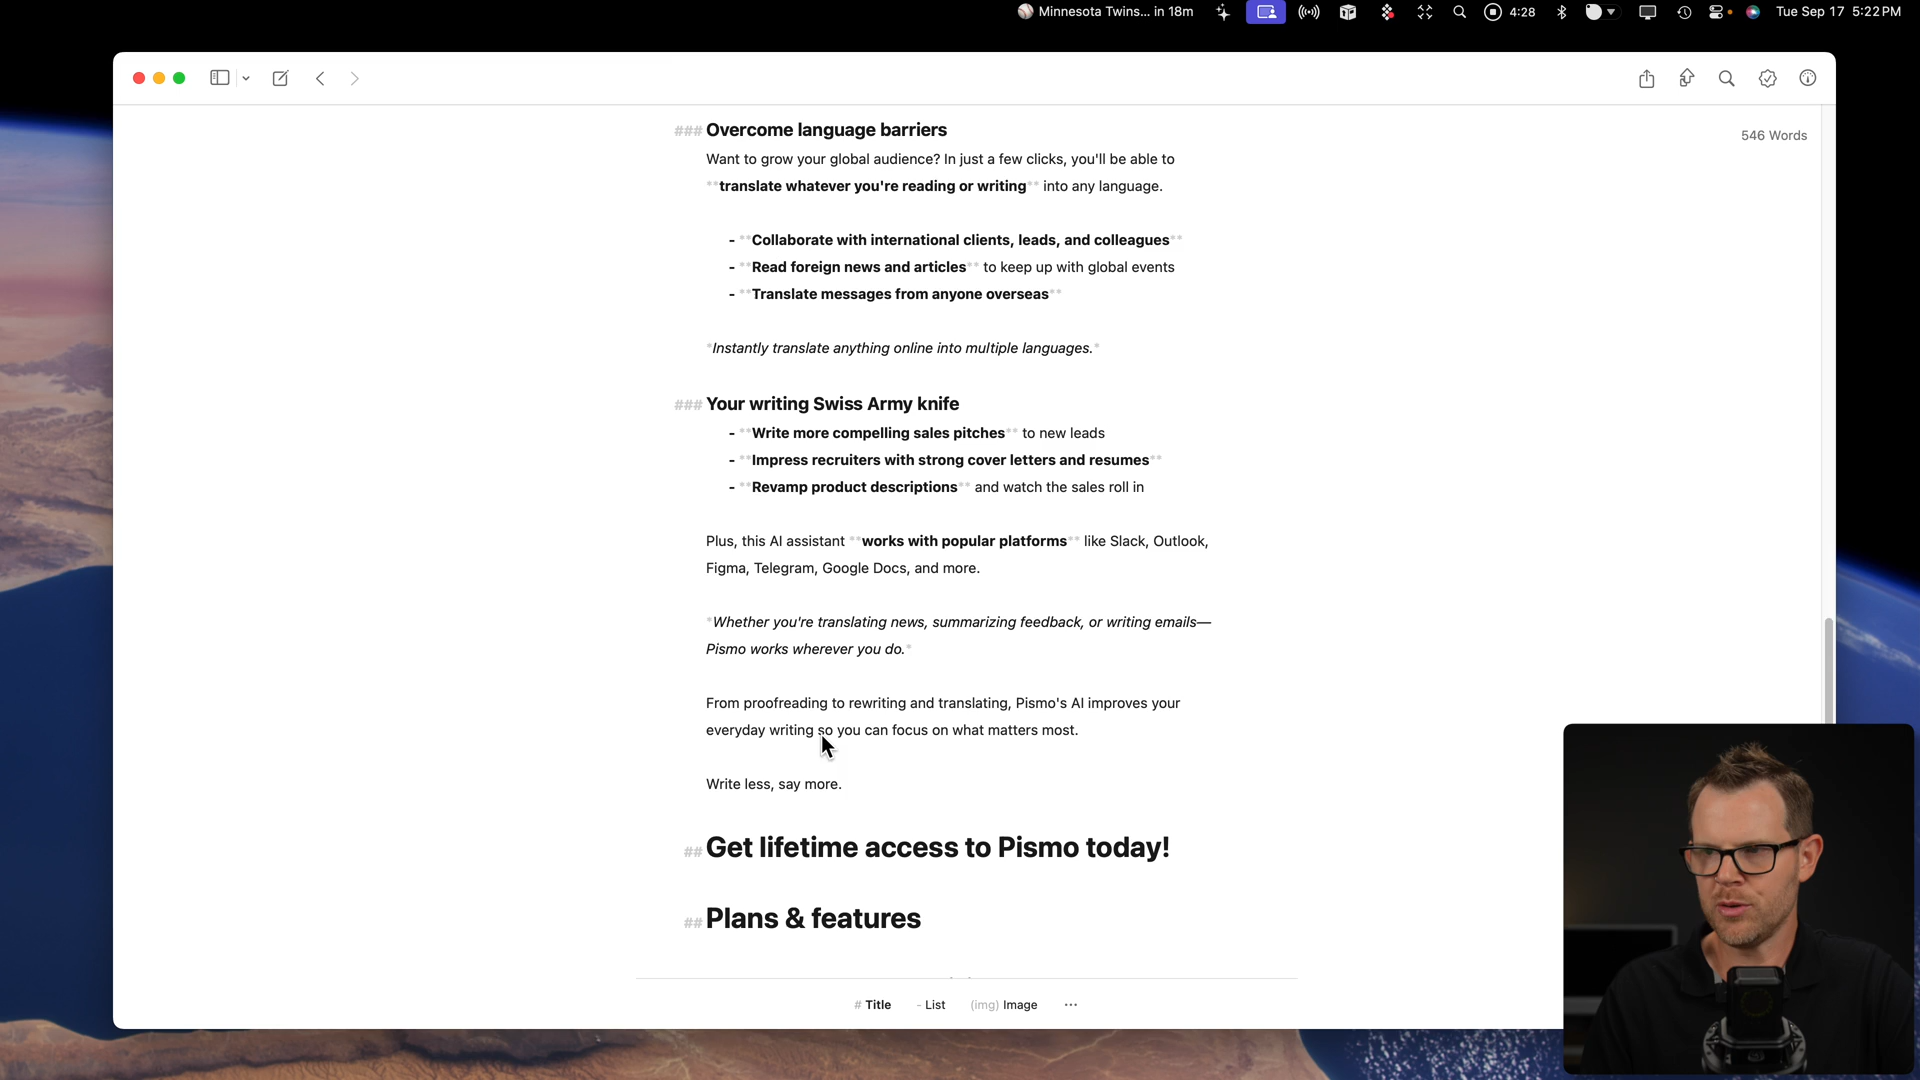 Minnesota Twins... in 18m
4:28
Tue Sep 17 5:22 PM
546 Words
### Overcome language barriers
Want to grow your global audience? In just a few clicks, you'll be able to
**translate whatever you're reading or writing** into any language.
- **Collaborate with international clients, leads, and colleagues**
- **Read foreign news and articles** to keep up with global events
- **Translate messages from anyone overseas**
*Instantly translate anything online into multiple languages.*
### Your writing Swiss Army knife
- **Write more compelling sales pitches** to new leads
- **Impress recruiters with strong cover letters and resumes**
- **Revamp product descriptions** and watch the sales roll in
Plus, this AI assistant **works with popular platforms** like Slack, Outlook,
Figma, Telegram, Google Docs, and more.
*Whether you're translating news, summarizing feedback, or writing emails—
Pismo works wherever you do.*
From proofreading to rewriting and translating, Pismo's AI improves your
everyday writing so you can focus on what matters most.
Write less, say more.
## Get lifetime access to Pismo today!
## Plans & features
# Title - List (img) Image ...